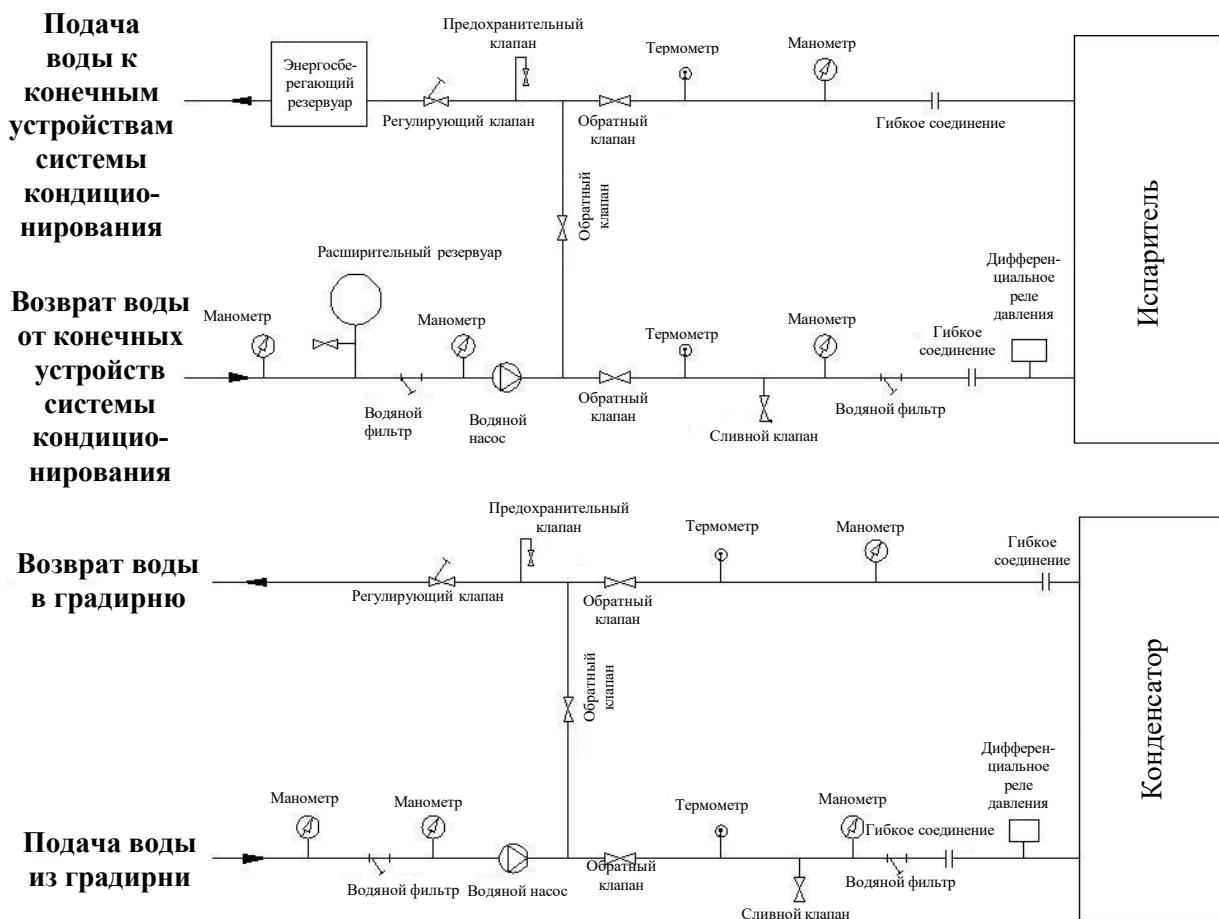 Подача
воды к
конечным
устройствам
системы
кондицио-
нирования
Энергосбе-
регающий
резервуар
Предохранительный
клапан
Регулирующий клапан
Термометр
Манометр
Обратный
клапан
Гибкое соединение
Испаритель
Обратный
клапан
Расширительный резервуар
Дифферен-
циальное
реле
давления
Возврат воды
от конечных
устройств
системы
кондицио-
нирования
Манометр
Манометр
Термометр
Манометр
Гибкое
соединение
Водяной
фильтр
Водяной
насос
Обратный
клапан
Сливной клапан
Водяной фильтр
Возврат воды
в градирню
Предохранительный
клапан
Термометр
Манометр
Гибкое
соединение
Регулирующий клапан
Обратный
клапан
Конденсатор
Обратный
клапан
Дифферен-
циальное
реле
давления
Подача воды
из градирни
Манометр
Манометр
Термометр
Манометр
Гибкое соединение
Водяной фильтр
Водяной насос
Обратный
клапан
Сливной клапан
Водяной фильтр